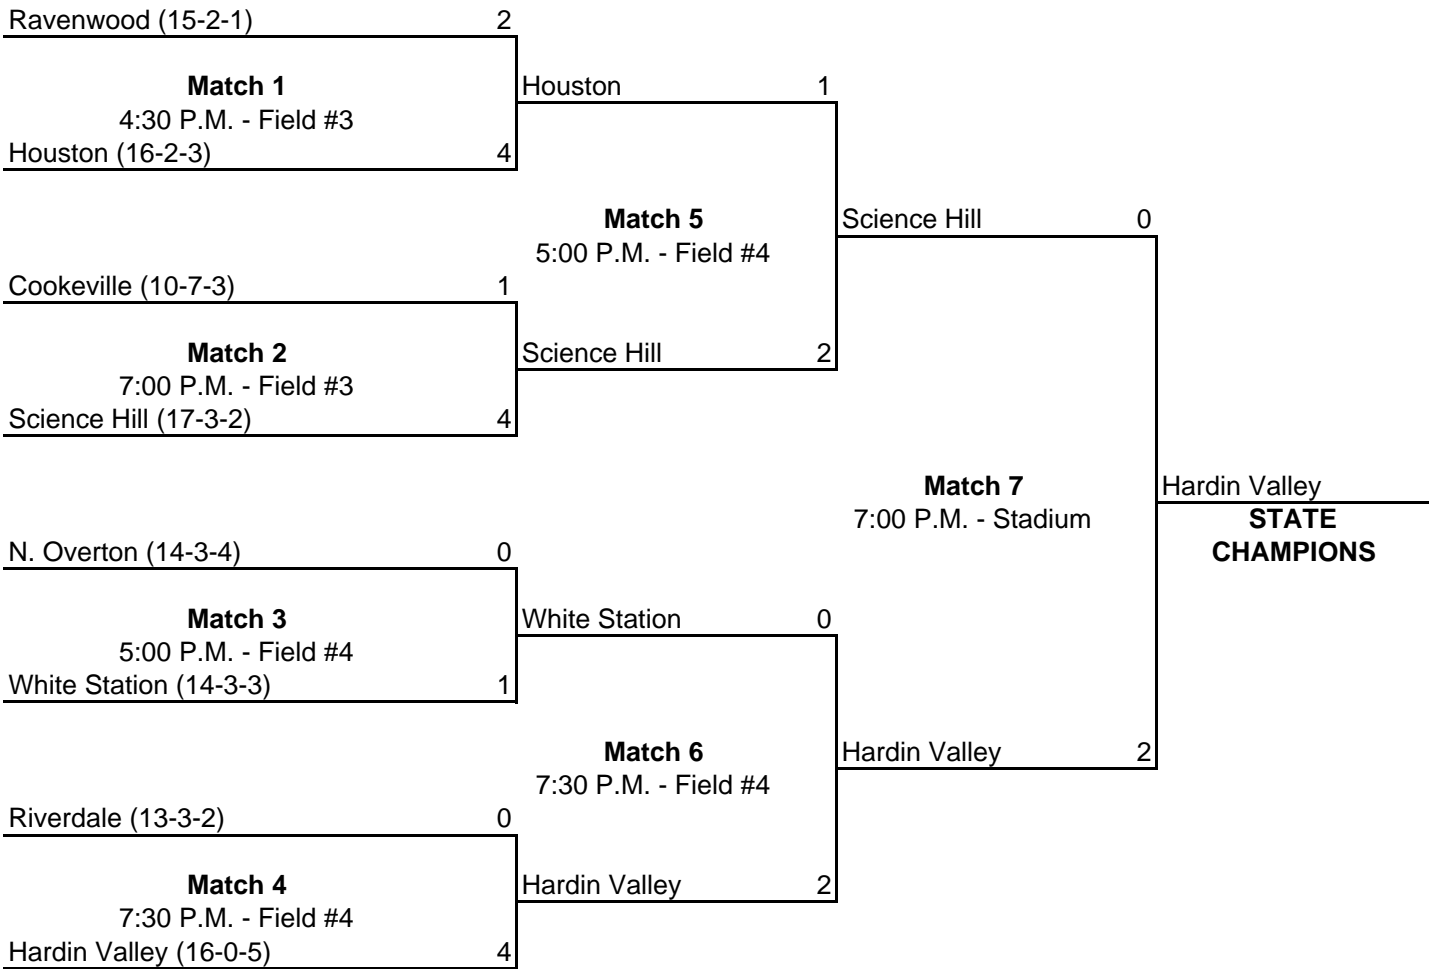 Ravenwood (15-2-1) 2
Match 1
4:30 P.M. - Field #3
Houston (16-2-3) 4
Houston 1
Match 5
5:00 P.M. - Field #4
Science Hill 0
Cookeville (10-7-3) 1
Match 2
7:00 P.M. - Field #3
Science Hill (17-3-2) 4
Science Hill 2
Match 7
7:00 P.M. - Stadium
Hardin Valley
STATE
CHAMPIONS
N. Overton (14-3-4) 0
Match 3
5:00 P.M. - Field #4
White Station (14-3-3) 1
White Station 0
Match 6
7:30 P.M. - Field #4
Hardin Valley 2
Riverdale (13-3-2) 0
Match 4
7:30 P.M. - Field #4
Hardin Valley (16-0-5) 4
Hardin Valley 2